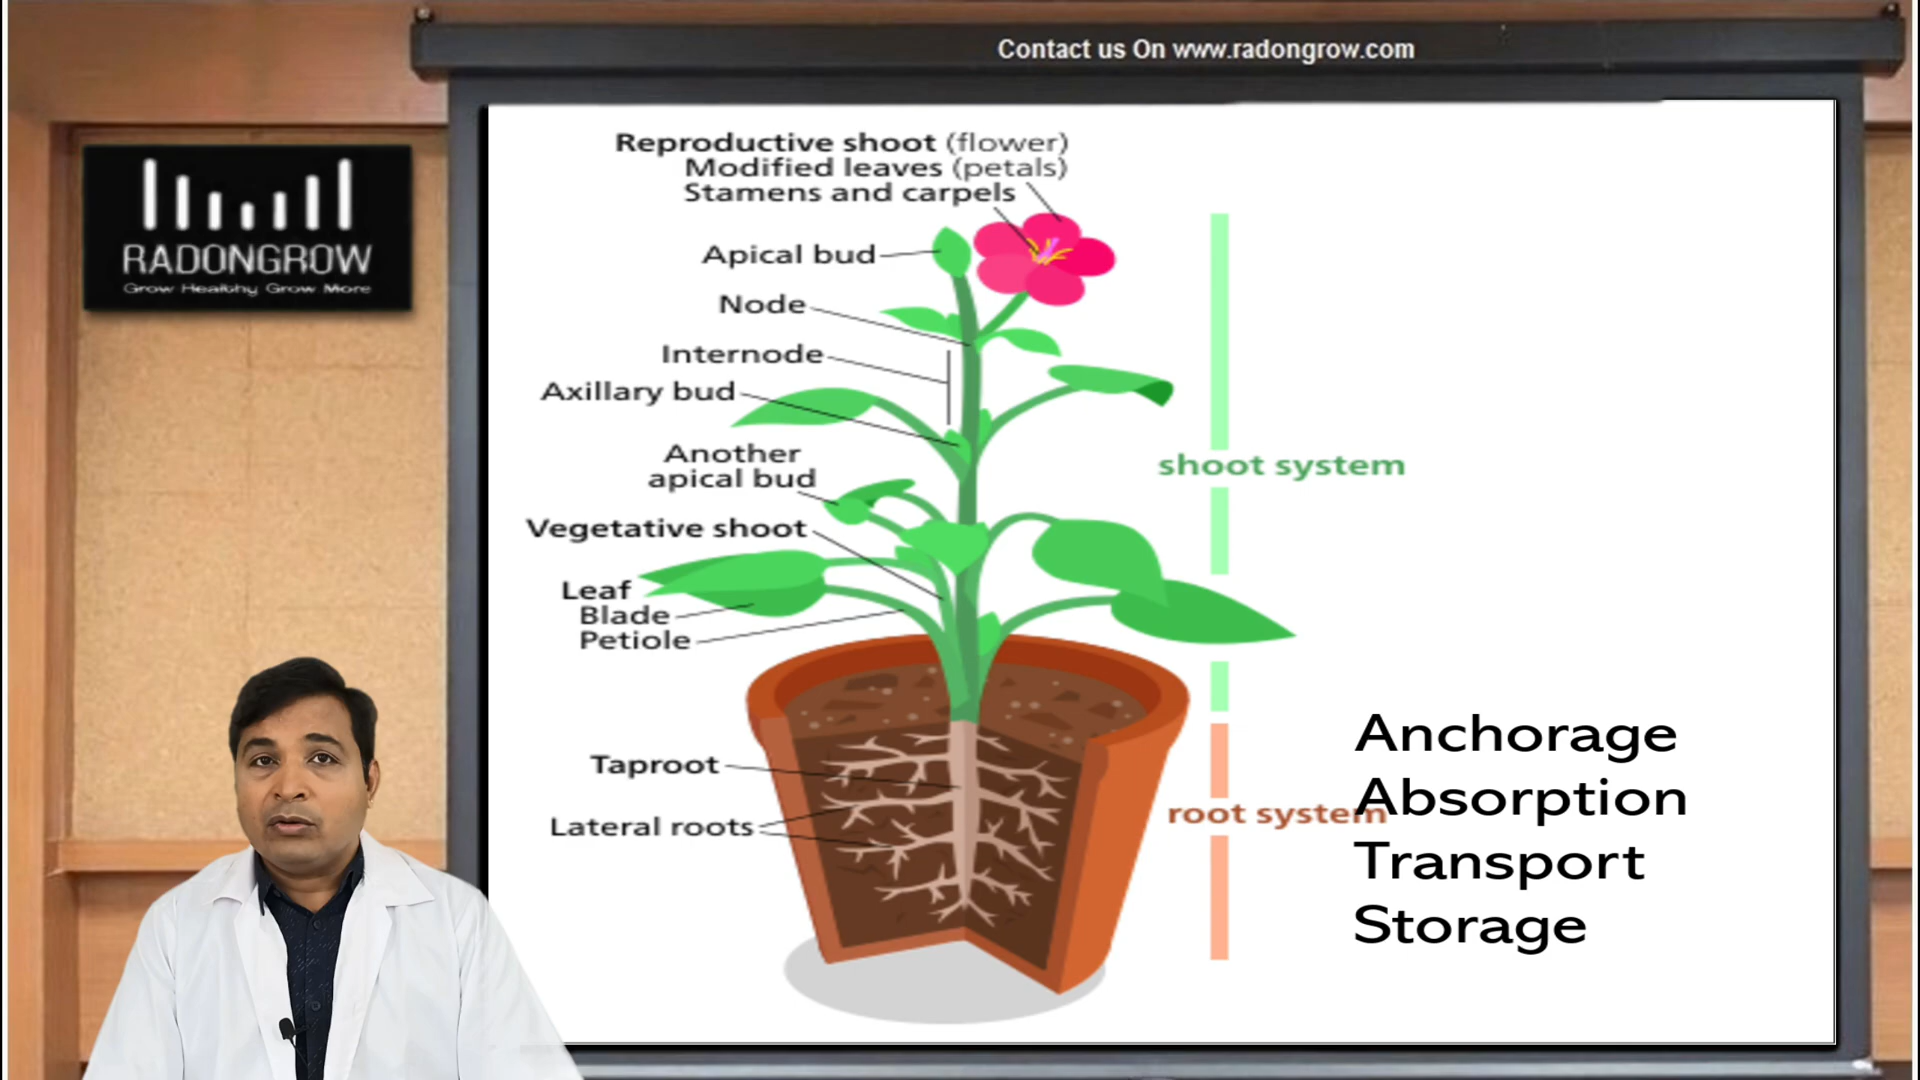 Contact us On www.radongrow.com
RADONGROW
Grow Healthy Grow More
Reproductive shoot (flower)
Modified leaves (petals)
Stamens and carpels
Apical bud
Node
Internode
Axillary bud
Another
apical bud
Vegetative shoot
Leaf
Blade
Petiole
Taproot
Lateral roots
shoot system
root system
Anchorage
Absorption
Transport
Storage